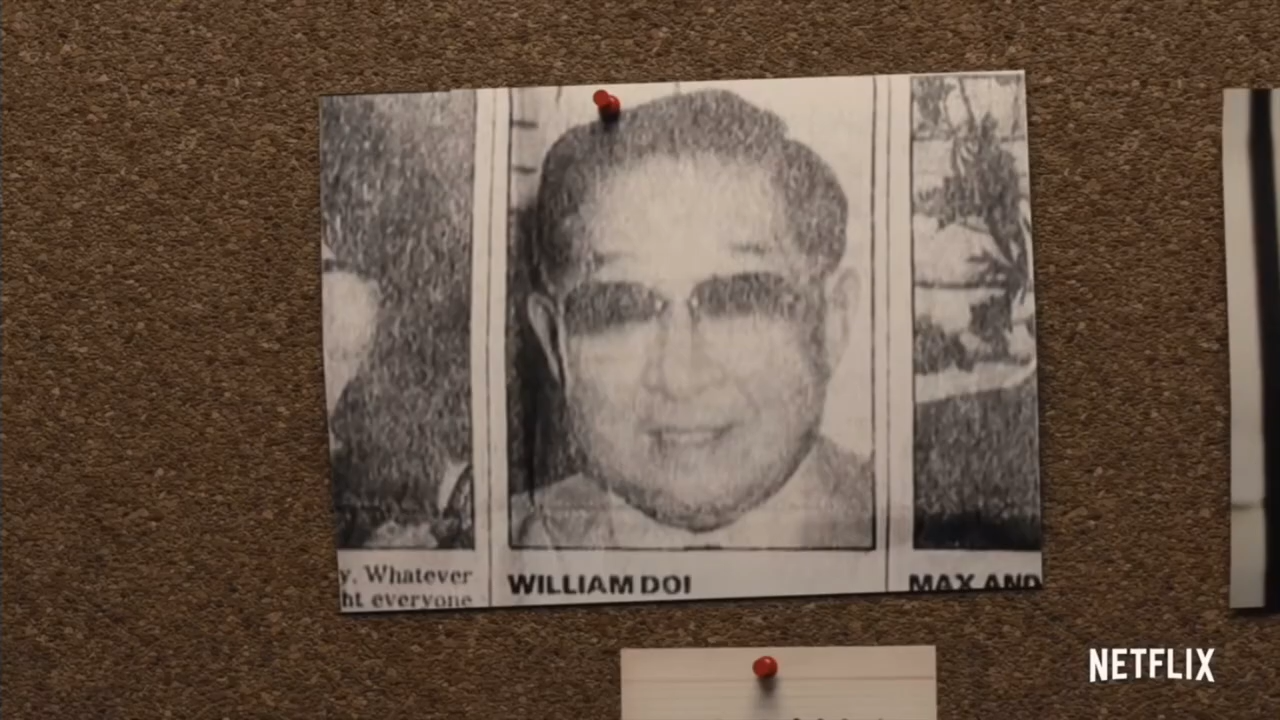 y. Whatever
ht everyone
WILLIAM DOI
MAX AND
NETFLIX